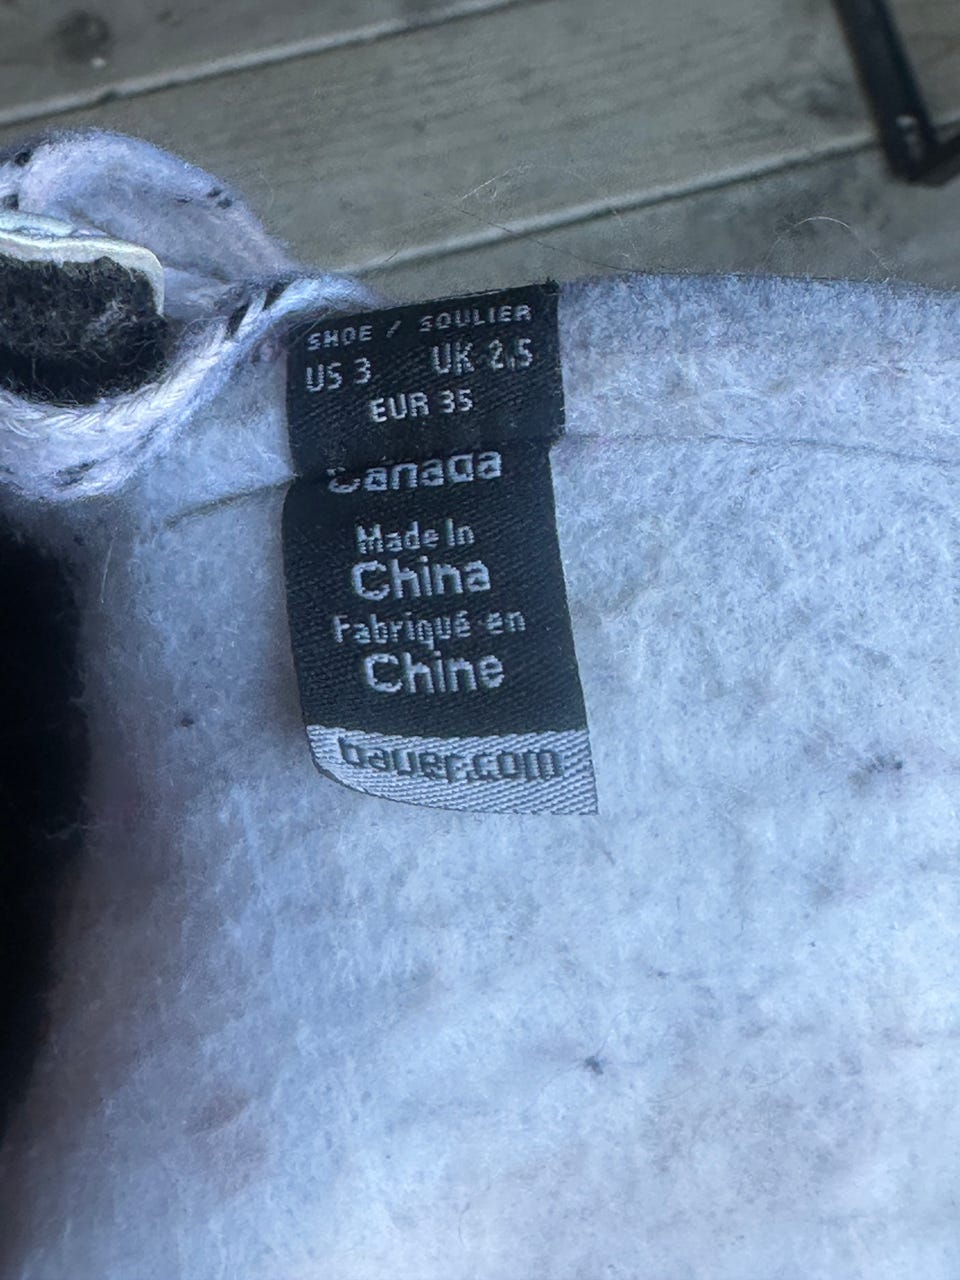 SHOE / SOULIER
US 3 UK 2.5
EUR 35
Canada
Made In
China
Fabriqué en
Chine
bauer.com